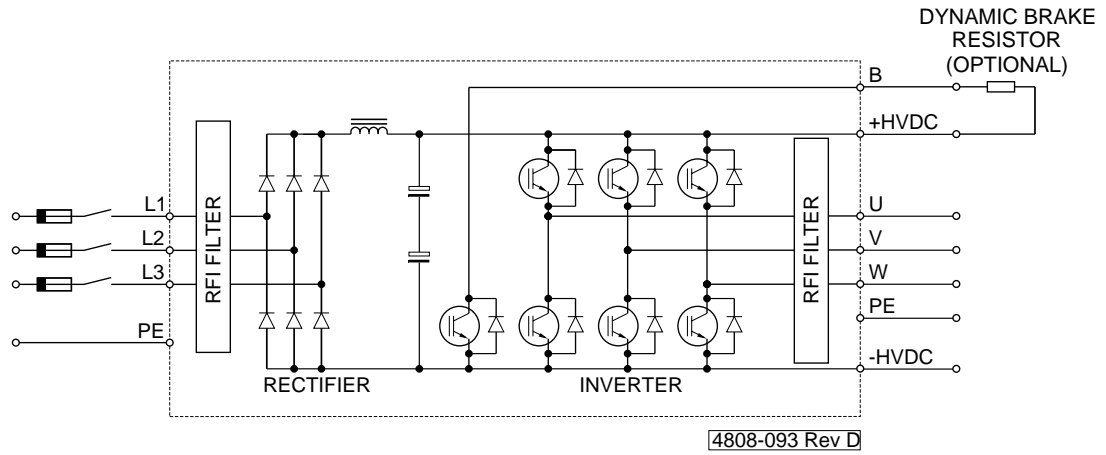 DYNAMIC BRAKE
RESISTOR
(OPTIONAL)
B
+HVDC
L1
L2
L3
PE
RFI FILTER
RFI FILTER
U
V
W
PE
-HVDC
RECTIFIER
INVERTER
4808-093 Rev D